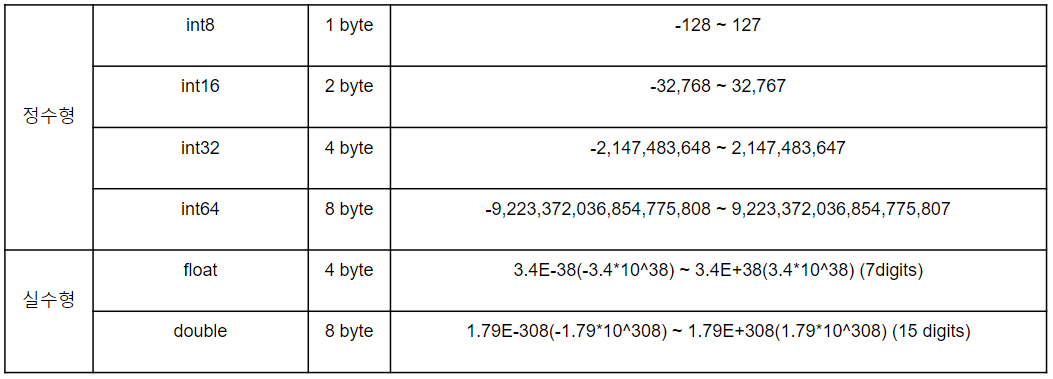 정수형
int8 1 byte -128 ~ 127
int16 2 byte -32,768 ~ 32,767
int32 4 byte -2,147,483,648 ~ 2,147,483,647
int64 8 byte -9,223,372,036,854,775,808 ~ 9,223,372,036,854,775,807
실수형
float 4 byte 3.4E-38(-3.4*10^38) ~ 3.4E+38(3.4*10^38) (7digits)
double 8 byte 1.79E-308(-1.79*10^308) ~ 1.79E+308(1.79*10^308) (15 digits)